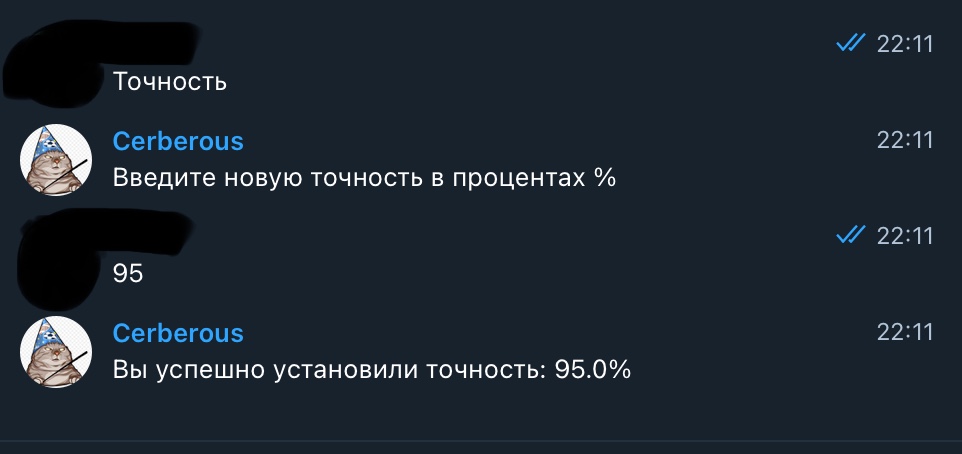 22:11
Точность
Cerberous 22:11
Введите новую точность в процентах %
22:11
95
Cerberous 22:11
Вы успешно установили точность: 95.0%